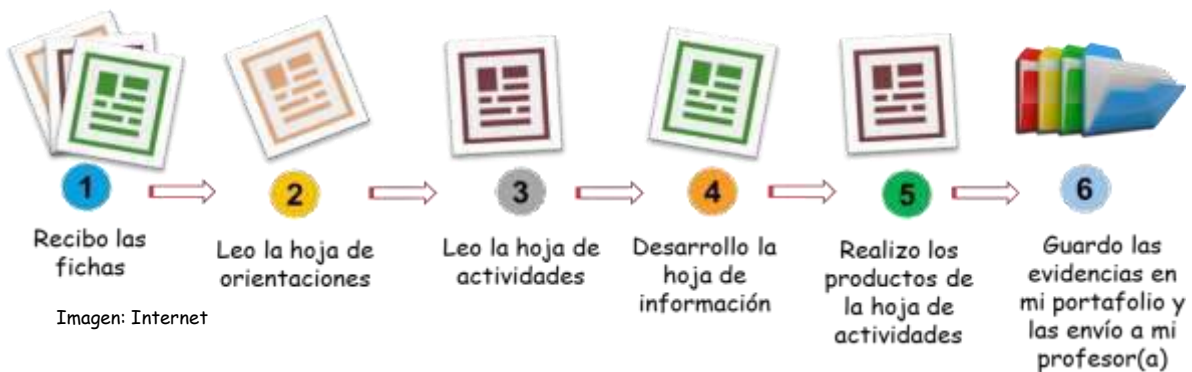 1
Recibo las
fichas
2
Leo la hoja de
orientaciones
3
Leo la hoja de
actividades
4
Desarrollo la
hoja de
información
5
Realizo los
productos de
la hoja de
actividades
6
Guardo las
evidencias en
mi portafolio y
las envío a mi
profesor(a)
Imagen: Internet